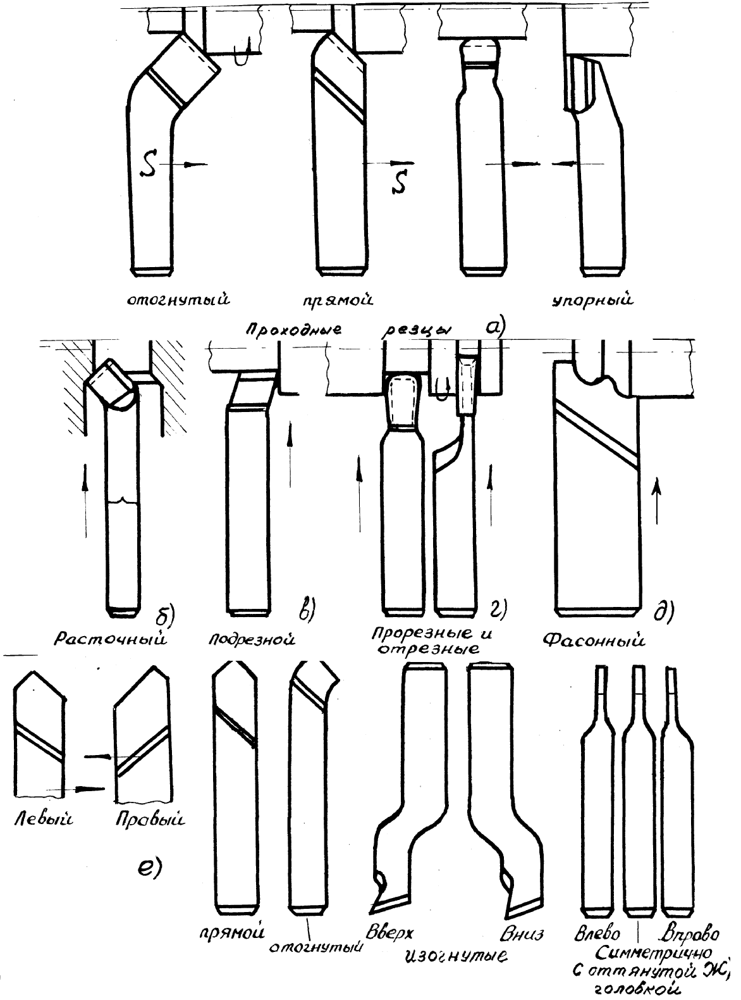 S
S
отогнутый прямой упорный
Проходные резцы а)
б) в) г) д)
Расточный Подрезной Прорезные и Фасонный
отрезные
Левый Правый
е)
прямой Вверх Вниз Влево Вправо
отогнутый изогнутые Симметрично
с оттянутой ж)
головкой